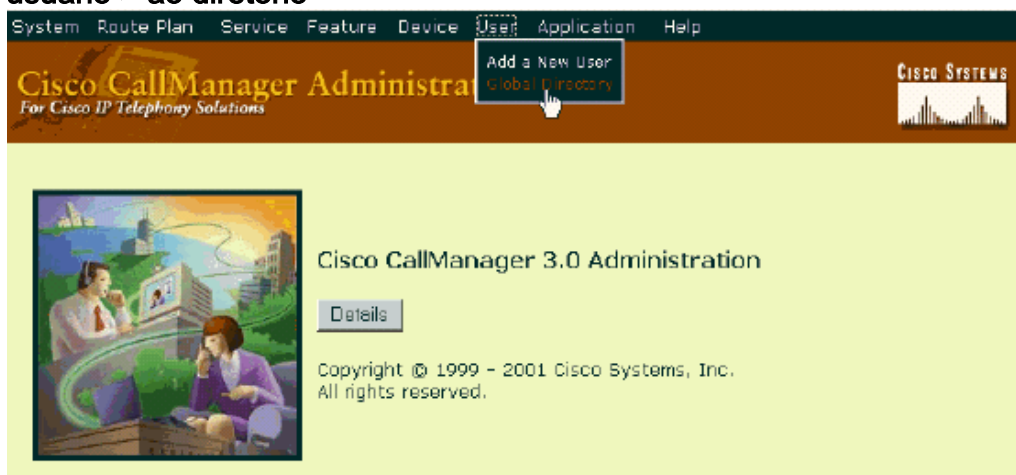 System Route Plan Service Feature Device User Application Help
Add a New User
Global Directory
Cisco CallManager Administra
For Cisco IP Telephony Solutions
CISCO SYSTEMS
Cisco CallManager 3.0 Administration
Details
Copyright © 1999 - 2001 Cisco Systems, Inc.
All rights reserved.